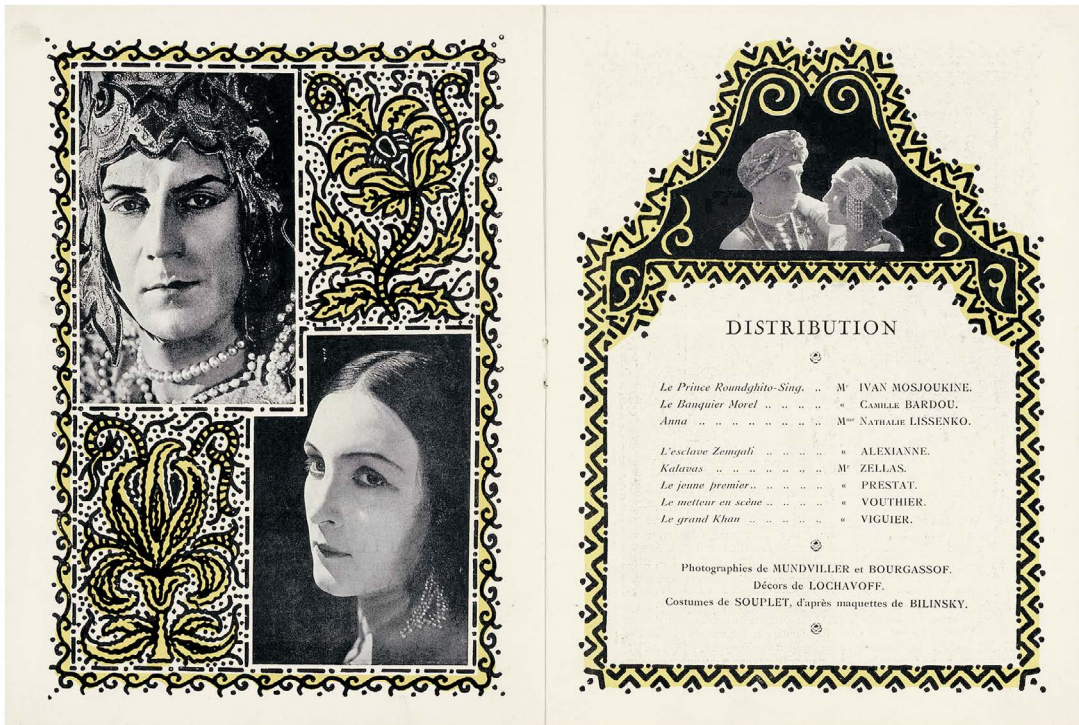 DISTRIBUTION
Le Prince Roundghito-Sing. .. Mr IVAN MOSJOUKINE.
Le Banquier Morel .. .. .. .. « CAMILLE BARDOU.
Anna .. .. .. .. .. .. .. .. Mme NATHALIE LISSENKO.
L'esclave Zemgali .. .. .. .. « ALEXIANNE.
Kalavas .. .. .. .. .. .. .. Mr ZELLAS.
Le jeune premier .. .. .. .. .. « PRESTAT.
Le metteur en scène .. .. .. .. « VOUTHIER.
Le grand Khan .. .. .. .. .. « VIGUIER.
Photographies de MUNDVILLER et BOURGASSOF.
Décors de LOCHAVOFF.
Costumes de SOUPLET, d'après maquettes de BILINSKY.